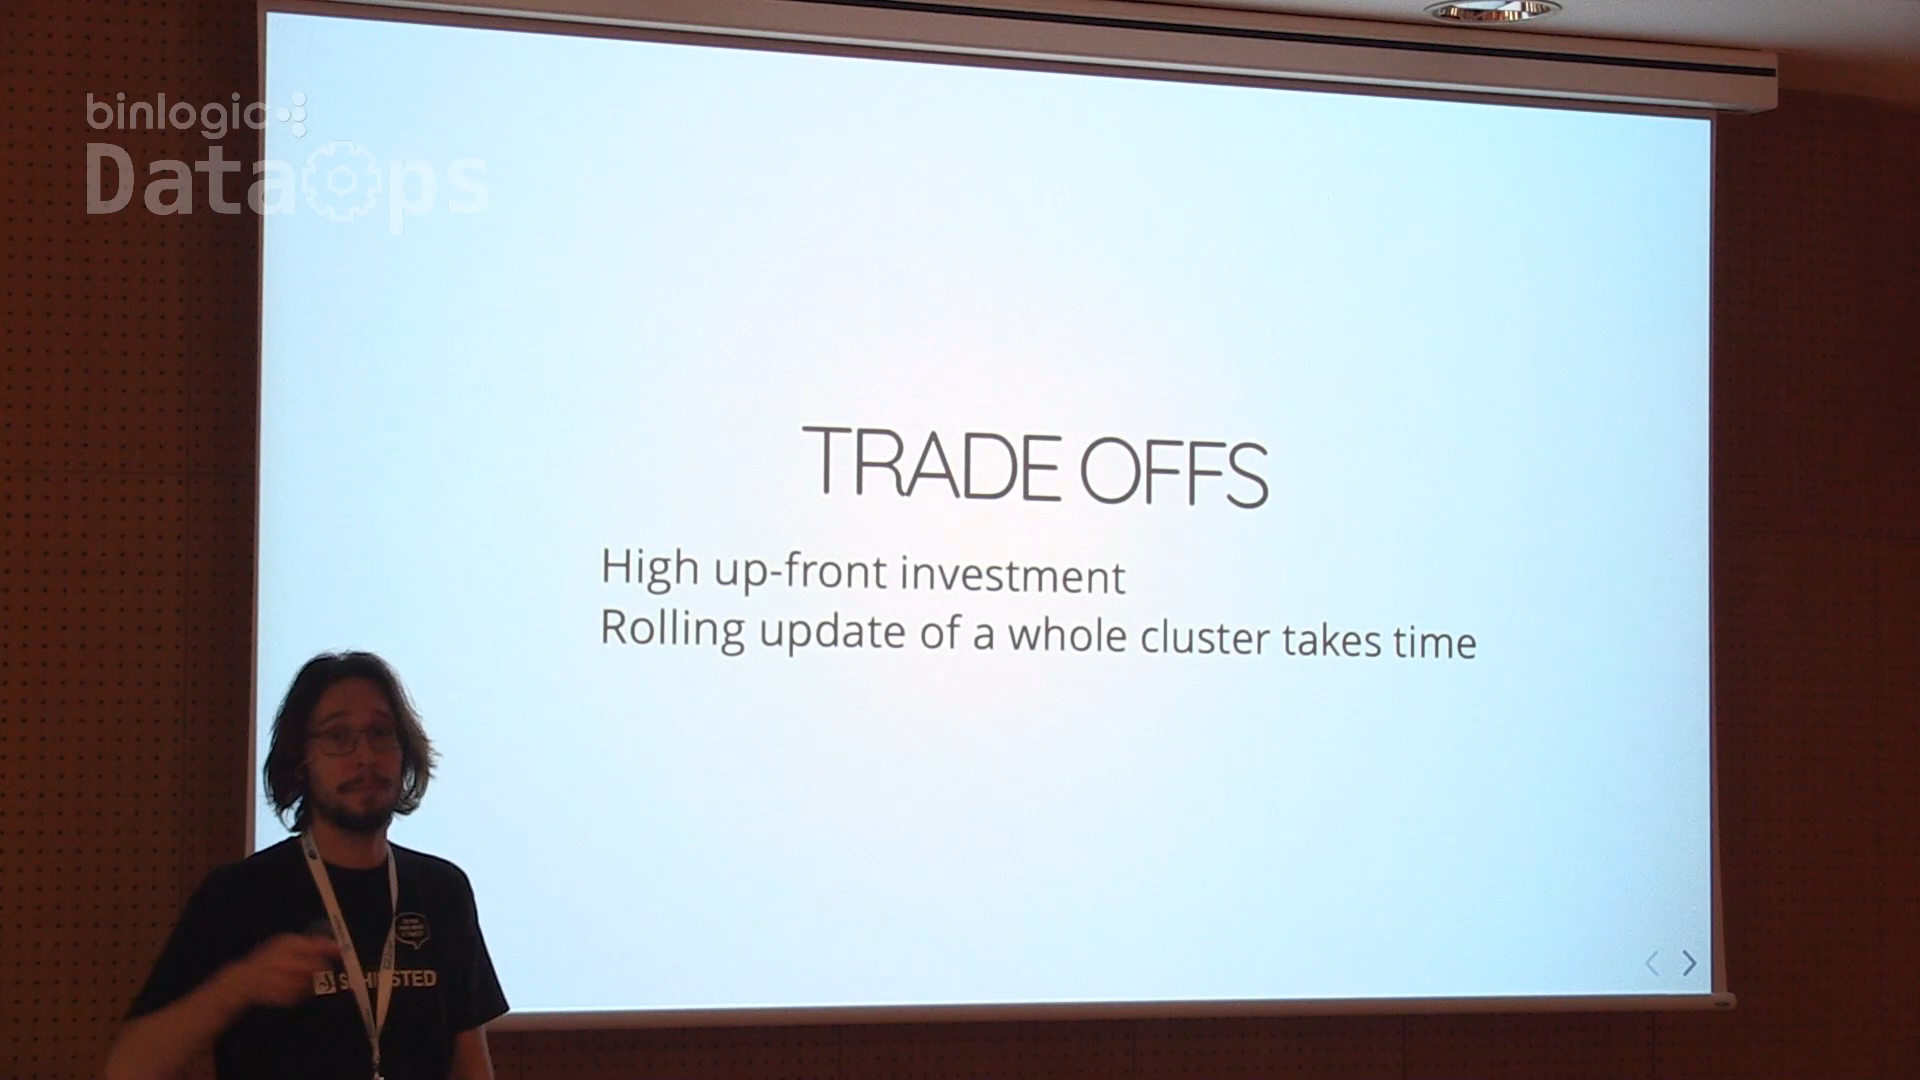 binlogic
DataOps
TRADE OFFS
High up-front investment
Rolling update of a whole cluster takes time